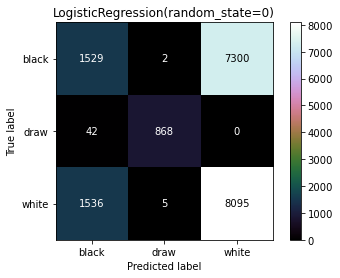 LogisticRegression(random_state=0)
8000
7000
6000
5000
4000
3000
2000
1000
0
True label
black 1529 2 7300
draw 42 868 0
white 1536 5 8095
black draw white
Predicted label